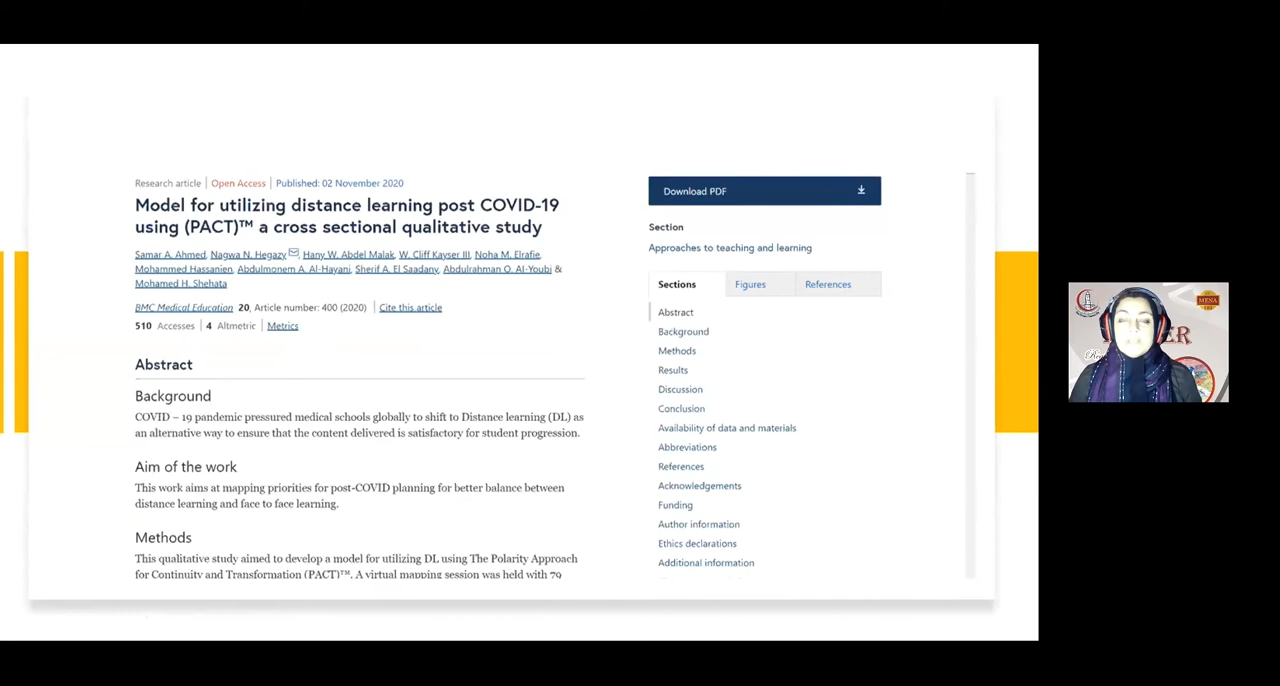 Research article | Open Access | Published: 02 November 2020
Model for utilizing distance learning post COVID-19
using (PACT)™ a cross sectional qualitative study
Samar A. Ahmed, Nagwa N. Hegazy, Hany W. Abdel Malak, W. Cliff Kayser III, Noha M. Elrafie,
Mohammed Hassanien, Abdulmonem A. Al-Hayani, Sherif A. El Saadany, Abdulrahman O. Al-Youbi &
Mohamed H. Shehata
BMC Medical Education 20, Article number: 400 (2020) | Cite this article
510 Accesses | 4 Altmetric | Metrics
Abstract
Background
COVID – 19 pandemic pressured medical schools globally to shift to Distance learning (DL) as
an alternative way to ensure that the content delivered is satisfactory for student progression.
Aim of the work
This work aims at mapping priorities for post-COVID planning for better balance between
distance learning and face to face learning.
Methods
This qualitative study aimed to develop a model for utilizing DL using The Polarity Approach
for Continuity and Transformation (PACT)™. A virtual mapping session was held with 79
Download PDF
Section
Approaches to teaching and learning
Sections
Figures
References
Abstract
Background
Methods
Results
Discussion
Conclusion
Availability of data and materials
Abbreviations
References
Acknowledgements
Funding
Author information
Ethics declarations
Additional information
MENA